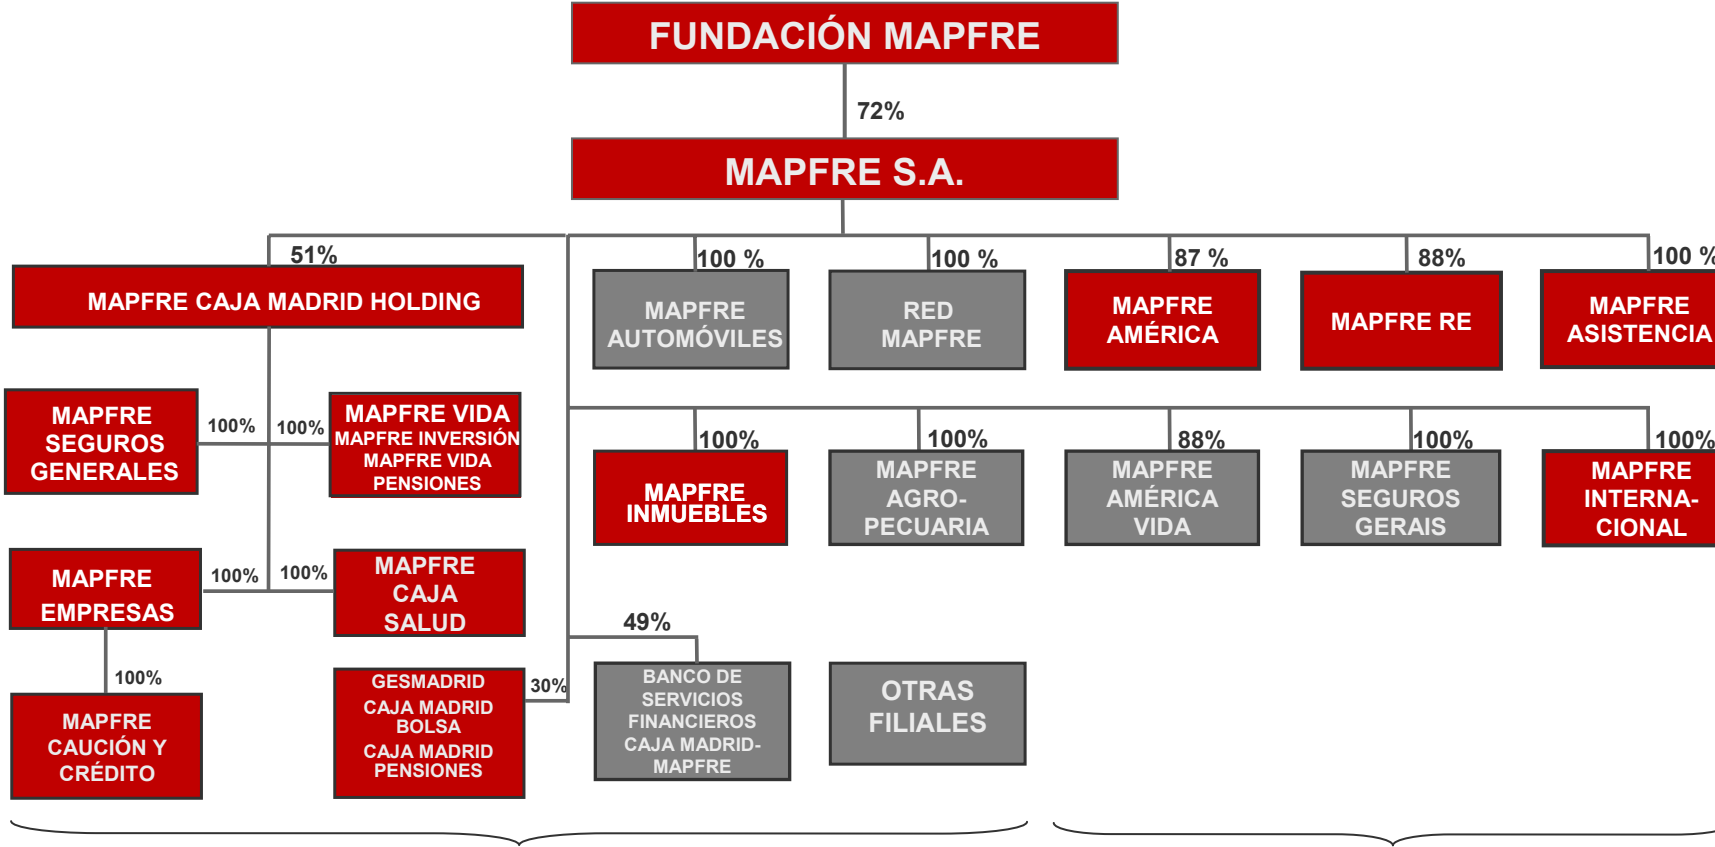 FUNDACIÓN MAPFRE
72%
MAPFRE S.A.
51%
MAPFRE CAJA MADRID HOLDING
100 %
MAPFRE
AUTOMÓVILES
100 %
RED
MAPFRE
87 %
MAPFRE
AMÉRICA
88%
MAPFRE RE
100 %
MAPFRE
ASISTENCIA
MAPFRE
SEGUROS
GENERALES
100%
100%
MAPFRE VIDA
MAPFRE INVERSIÓN
MAPFRE VIDA
PENSIONES
100%
MAPFRE
INMUEBLES
100%
MAPFRE
AGRO-
PECUARIA
88%
MAPFRE
AMÉRICA
VIDA
100%
MAPFRE
SEGUROS
GERAIS
100%
MAPFRE
INTERNA-
CIONAL
MAPFRE
EMPRESAS
100%
100%
MAPFRE
CAJA
SALUD
100%
MAPFRE
CAUCIÓN Y
CRÉDITO
GESMADRID
CAJA MADRID
BOLSA
CAJA MADRID
PENSIONES
30%
49%
BANCO DE
SERVICIOS
FINANCIEROS
CAJA MADRID-
MAPFRE
OTRAS
FILIALES